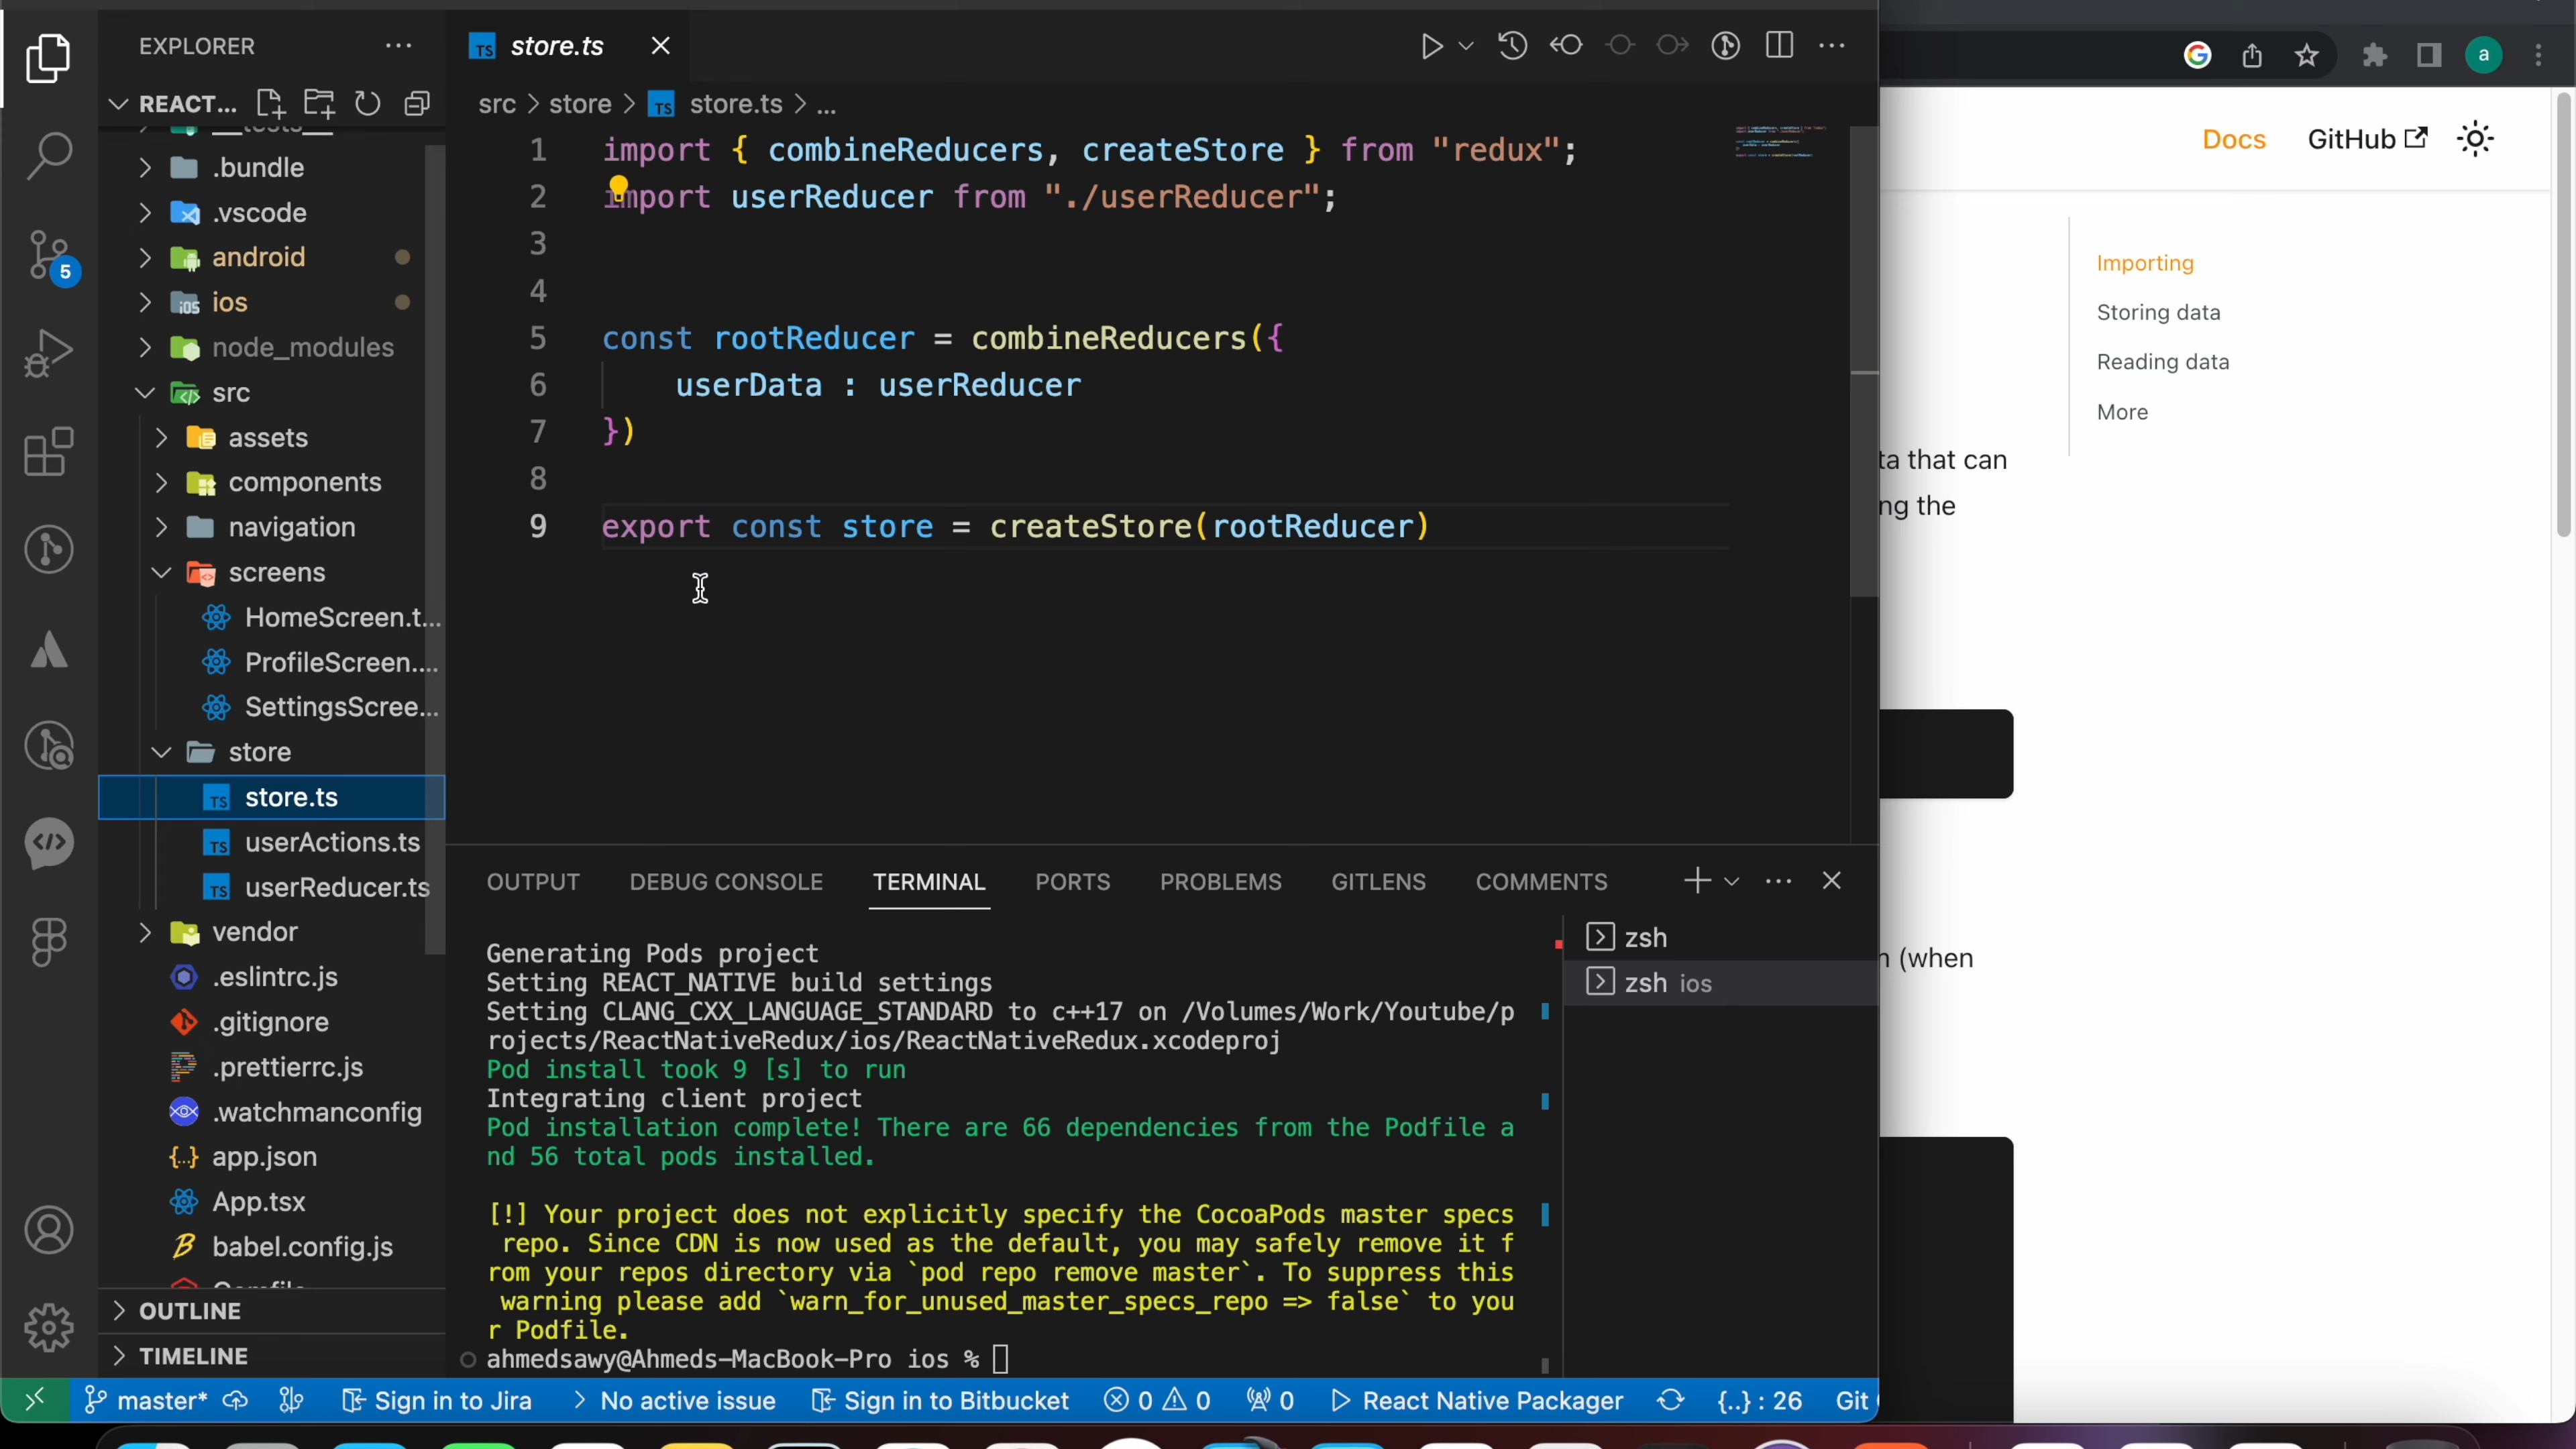 EXPLORER
REACT...
__tests__
.bundle
.vscode
android
ios
node_modules
src
assets
components
navigation
screens
HomeScreen.t...
ProfileScreen....
SettingsScree...
store
store.ts
userActions.ts
userReducer.ts
vendor
.eslintrc.js
.gitignore
.prettierrc.js
.watchmanconfig
app.json
App.tsx
babel.config.js
OUTLINE
TIMELINE
5
TS store.ts
src > store > TS store.ts > ...
1 import { combineReducers, createStore } from "redux";
2 import userReducer from "./userReducer";
3
4
5 const rootReducer = combineReducers({
6 userData : userReducer
7 })
8
9 export const store = createStore(rootReducer)
OUTPUT DEBUG CONSOLE TERMINAL PORTS PROBLEMS GITLENS COMMENTS
Generating Pods project
Setting REACT_NATIVE build settings
Setting CLANG_CXX_LANGUAGE_STANDARD to c++17 on /Volumes/Work/Youtube/p
rojects/ReactNativeRedux/ios/ReactNativeRedux.xcodeproj
Pod install took 9 [s] to run
Integrating client project
Pod installation complete! There are 66 dependencies from the Podfile a
nd 56 total pods installed.
[!] Your project does not explicitly specify the CocoaPods master specs
repo. Since CDN is now used as the default, you may safely remove it f
rom your repos directory via `pod repo remove master`. To suppress this
warning please add `warn_for_unused_master_specs_repo => false` to you
r Podfile.
ahmedsawy@Ahmeds-MacBook-Pro ios %
zsh
zsh ios
master* Sign in to Jira > No active issue Sign in to Bitbucket 0 0 0 React Native Packager {..} : 26 Git
a
Docs GitHub
Importing
Storing data
Reading data
More
ta that can
ng the
n (when